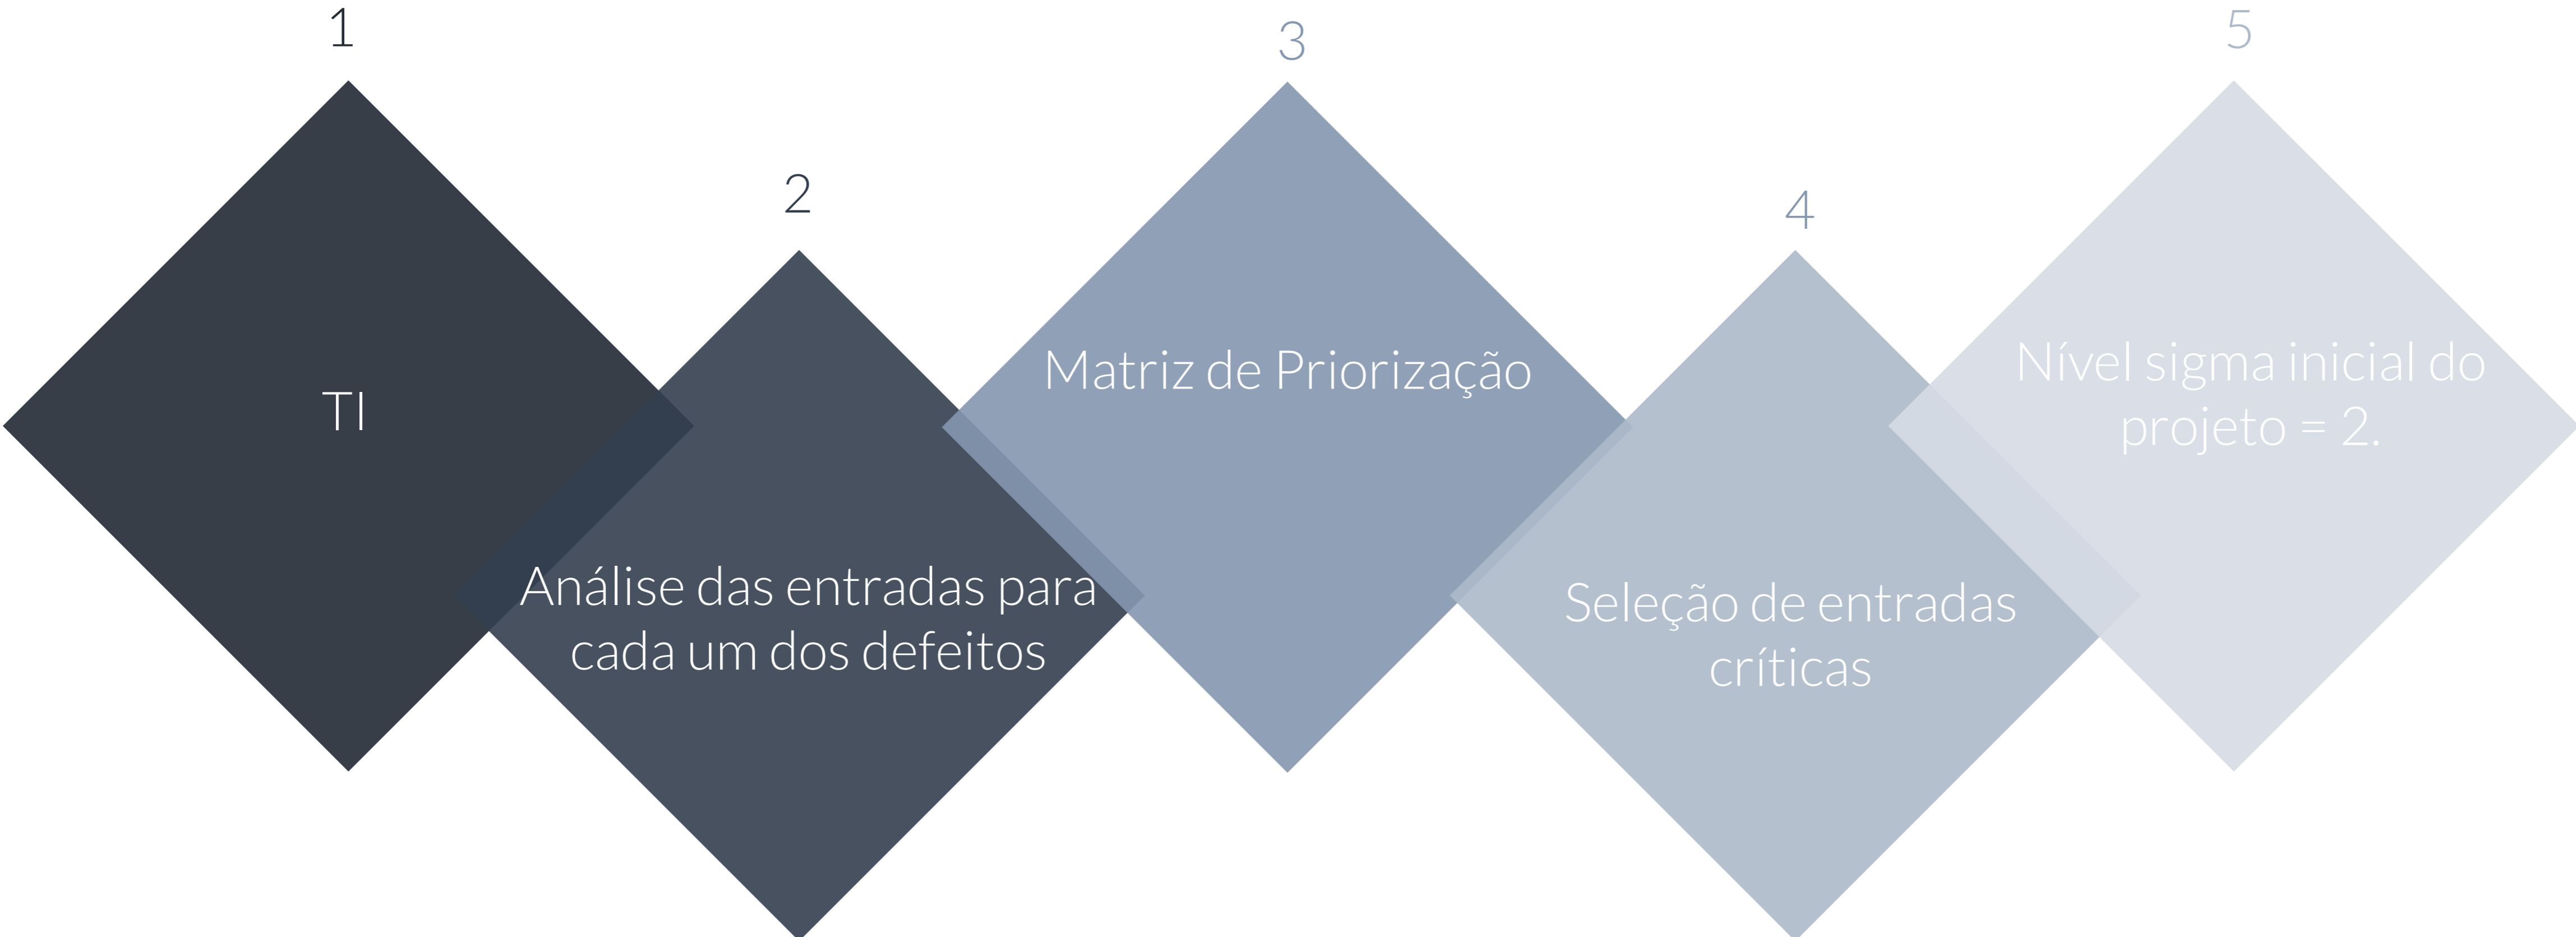 1
TI
2
Análise das entradas para
cada um dos defeitos
3
Matriz de Priorização
4
Seleção de entradas
críticas
5
Nível sigma inicial do
projeto = 2.